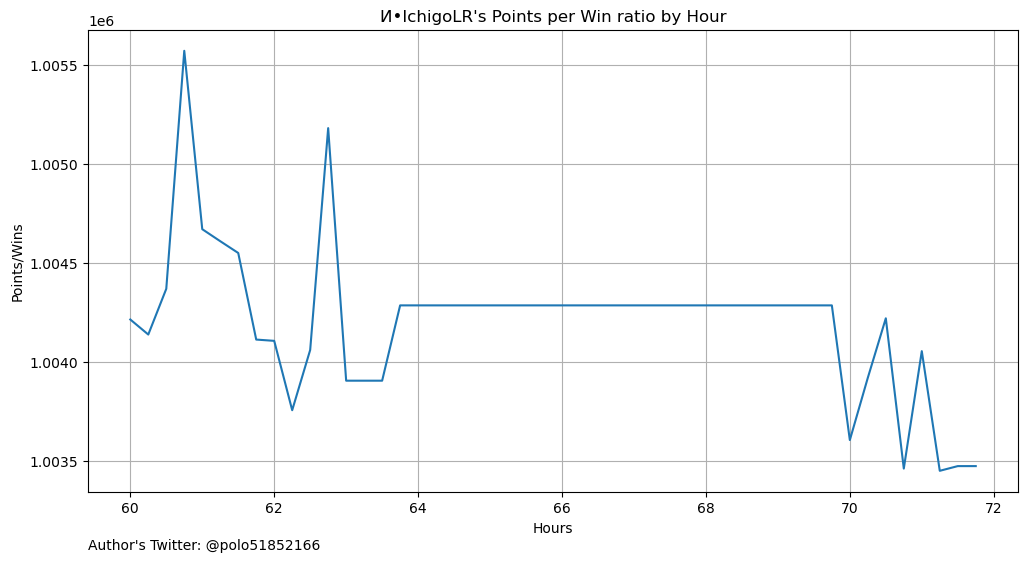 И•IchigoLR's Points per Win ratio by Hour
1e6
1.0055
1.0050
1.0045
1.0040
1.0035
Points/Wins
60 62 64 66 68 70 72
Hours
Author's Twitter: @polo51852166